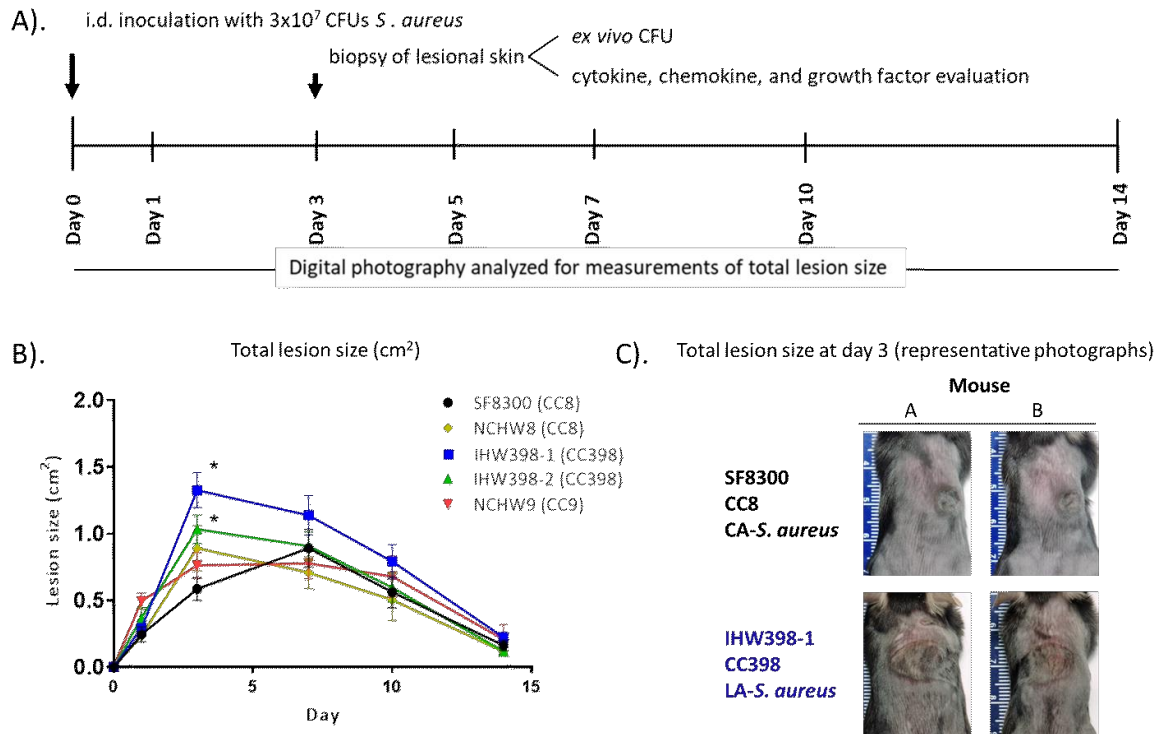 A).
i.d. inoculation with 3x10⁷ CFUs S. aureus
biopsy of lesional skin
ex vivo CFU
cytokine, chemokine, and growth factor evaluation
Day 0
Day 1
Day 3
Day 5
Day 7
Day 10
Day 14
Digital photography analyzed for measurements of total lesion size
B).
Total lesion size (cm²)
Lesion size (cm²)
2.0
1.5
1.0
0.5
0.0
*
*
0
5
10
15
Day
SF8300 (CC8)
NCHW8 (CC8)
IHW398-1 (CC398)
IHW398-2 (CC398)
NCHW9 (CC9)
C).
Total lesion size at day 3 (representative photographs)
Mouse
A B
SF8300
CC8
CA-S. aureus
IHW398-1
CC398
LA-S. aureus